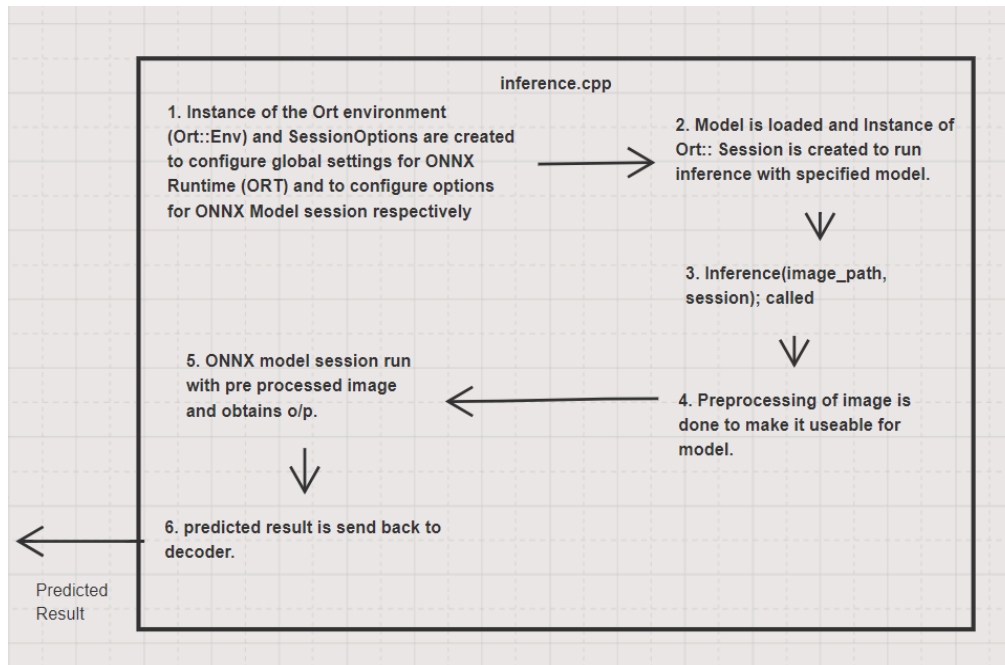 inference.cpp
1. Instance of the Ort environment
(Ort::Env) and SessionOptions are created
to configure global settings for ONNX
Runtime (ORT) and to configure options
for ONNX Model session respectively
2. Model is loaded and Instance of
Ort:: Session is created to run
inference with specified model.
3. Inference(image_path,
session); called
4. Preprocessing of image is
done to make it useable for
model.
5. ONNX model session run
with pre processed image
and obtains o/p.
6. predicted result is send back to
decoder.
Predicted
Result